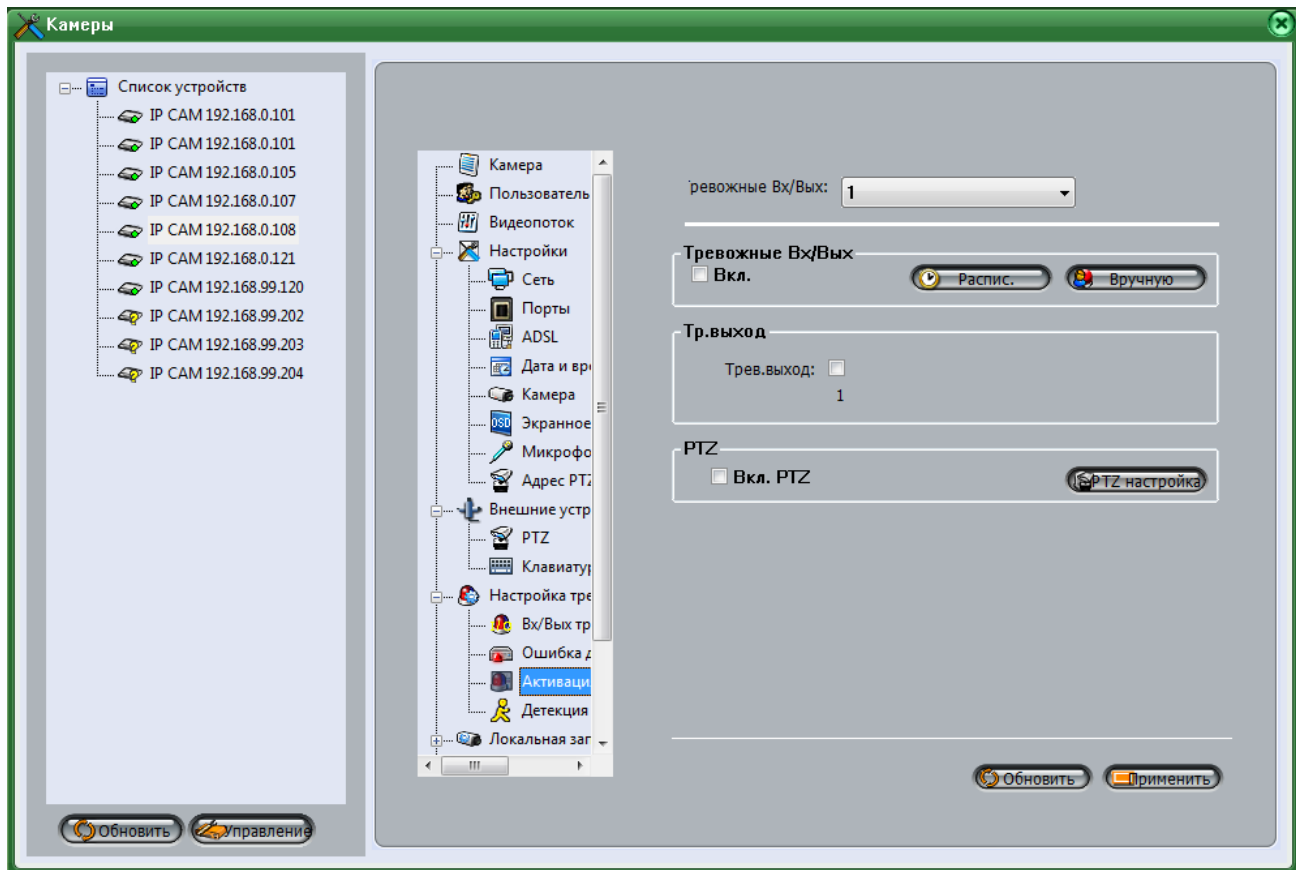 Камеры
Список устройств
IP CAM 192.168.0.101
IP CAM 192.168.0.101
IP CAM 192.168.0.105
IP CAM 192.168.0.107
IP CAM 192.168.0.108
IP CAM 192.168.0.121
IP CAM 192.168.99.120
IP CAM 192.168.99.202
IP CAM 192.168.99.203
IP CAM 192.168.99.204
Обновить
Управление
Камера
Пользователь
Видеопоток
Настройки
Сеть
Порты
ADSL
Дата и вре
Камера
OSD
Экранное
Микрофо
Адрес PTZ
Внешние устр
PTZ
Клавиатур
Настройка тре
Вх/Вых тр
Ошибка д
Активаци
Детекция
Локальная заг
ревожные Вх/Вых:
1
Тревожные Вх/Вых
Вкл.
Распис.
Вручную
Тр.выход
Трев.выход:
1
PTZ
Вкл. PTZ
PTZ настройка
Обновить
Применить